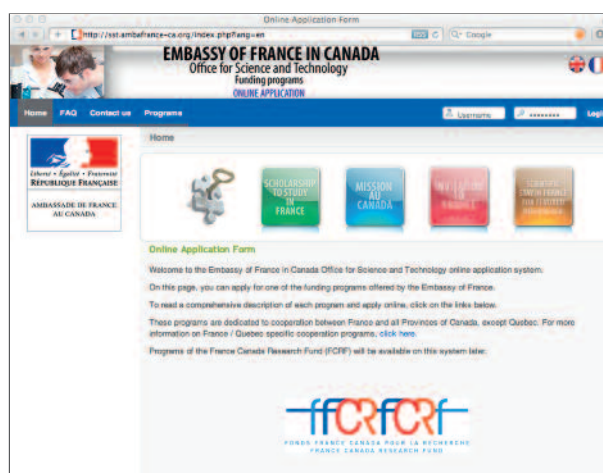 Online Application Form
http://sst.ambafrance-ca.org/index.php?lang=en
RSS
Google
EMBASSY OF FRANCE IN CANADA
Office for Science and Technology
Funding programs
ONLINE APPLICATION
Home FAQ Contact us Programs Username •••••••• Logi
Home
Liberté • Égalité • Fraternité
RÉPUBLIQUE FRANÇAISE
AMBASSADE DE FRANCE
AU CANADA
SCHOLARSHIP
TO STUDY
IN
FRANCE
MISSION
AU
CANADA
Online Application Form
Welcome to the Embassy of France in Canada Office for Science and Technology online application system.
On this page, you can apply for one of the funding programs offered by the Embassy of France.
To read a comprehensive description of each program and apply online, click on the links below.
These programs are dedicated to cooperation between France and all Provinces of Canada, except Quebec. For more
information on France / Quebec specific cooperation programs, click here.
Programs of the France Canada Research Fund (FCRF) will be available on this system later.
ffCRfFCRf
FONDS FRANCE CANADA POUR LA RECHERCHE
FRANCE CANADA RESEARCH FUND